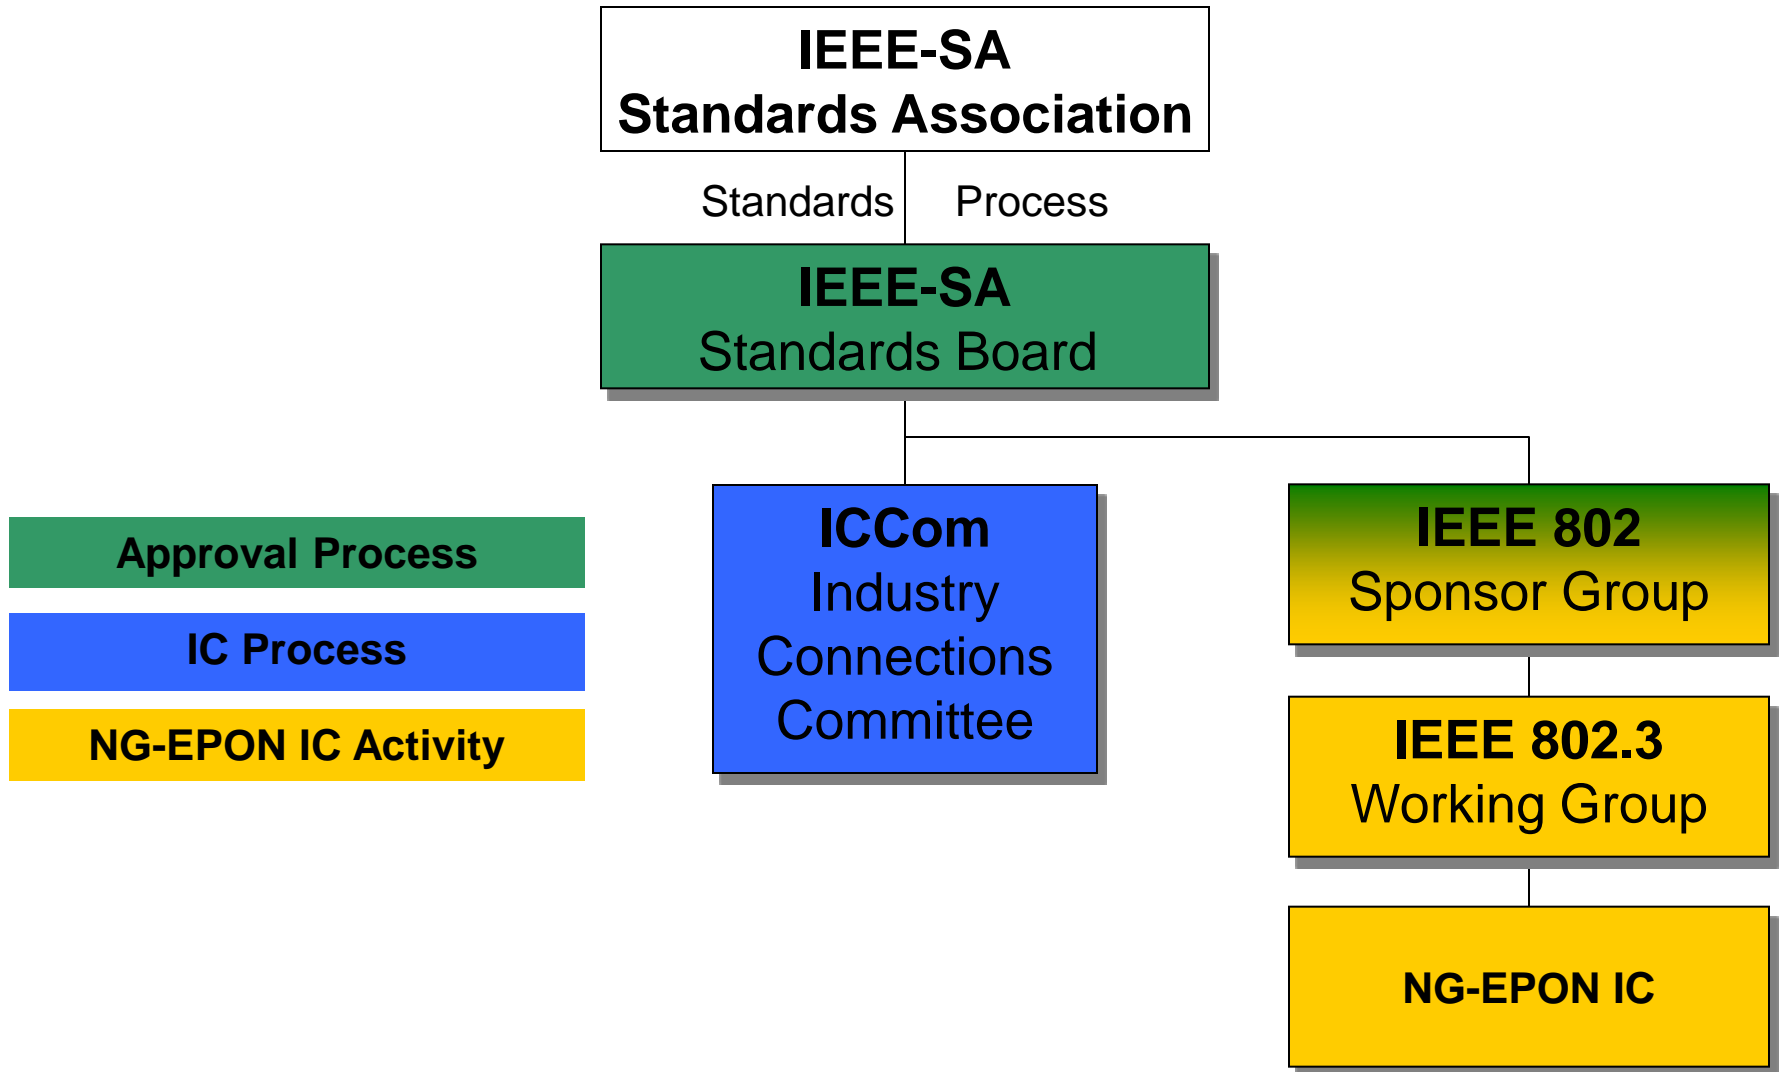 IEEE-SA
Standards Association
Standards Process
IEEE-SA
Standards Board
Approval Process
IC Process
NG-EPON IC Activity
ICCom
Industry
Connections
Committee
IEEE 802
Sponsor Group
IEEE 802.3
Working Group
NG-EPON IC